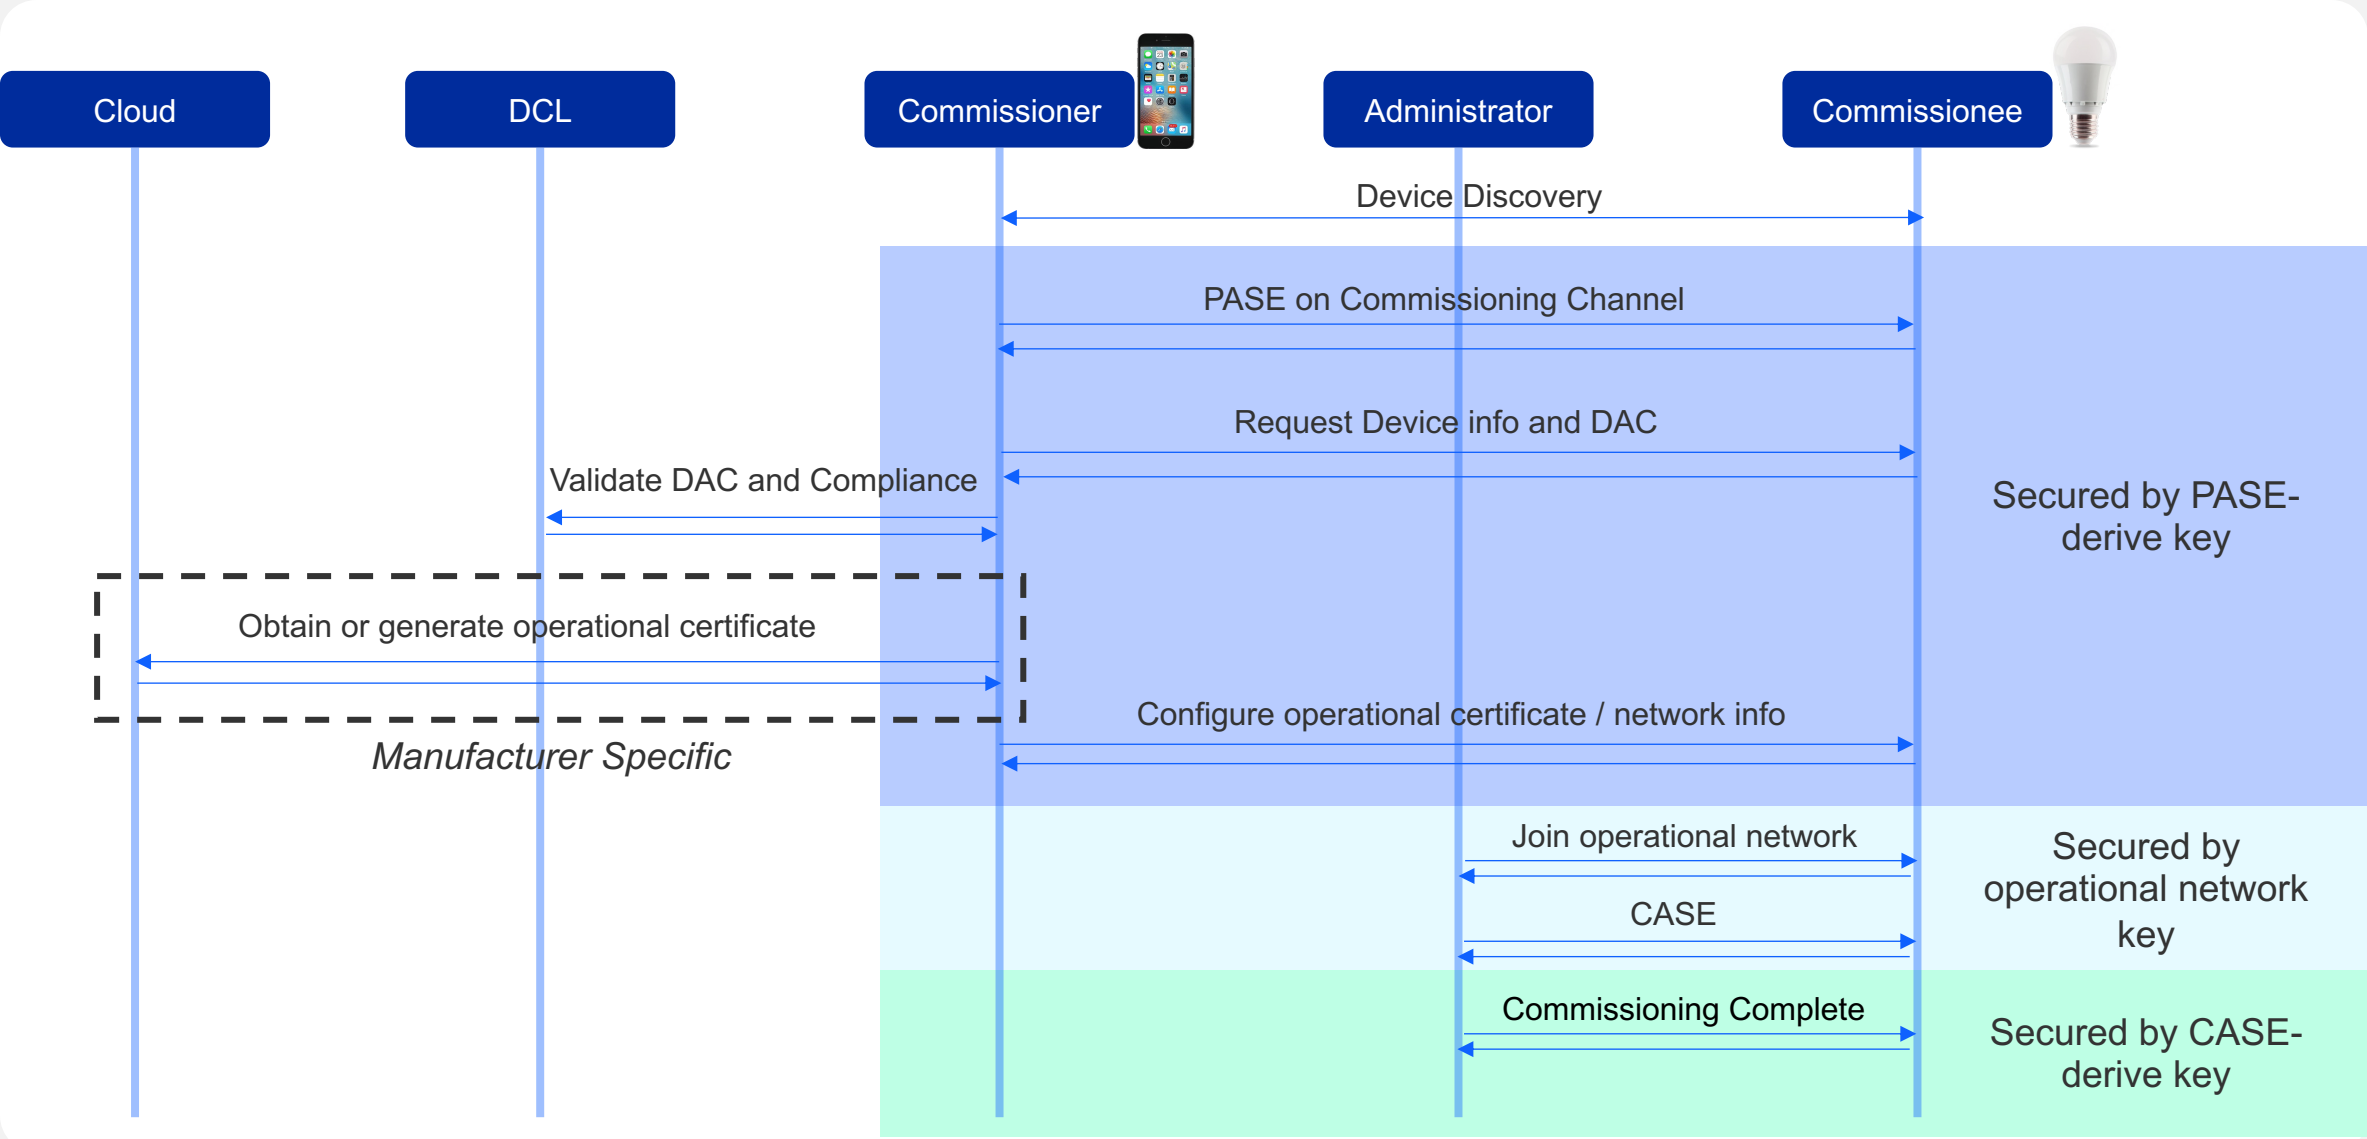 Cloud
DCL
Commissioner
Administrator
Commissionee
Device Discovery
PASE on Commissioning Channel
Request Device info and DAC
Validate DAC and Compliance
Secured by PASE-
derive key
Obtain or generate operational certificate
Configure operational certificate / network info
Manufacturer Specific
Join operational network
Secured by
operational network
key
CASE
Commissioning Complete
Secured by CASE-
derive key